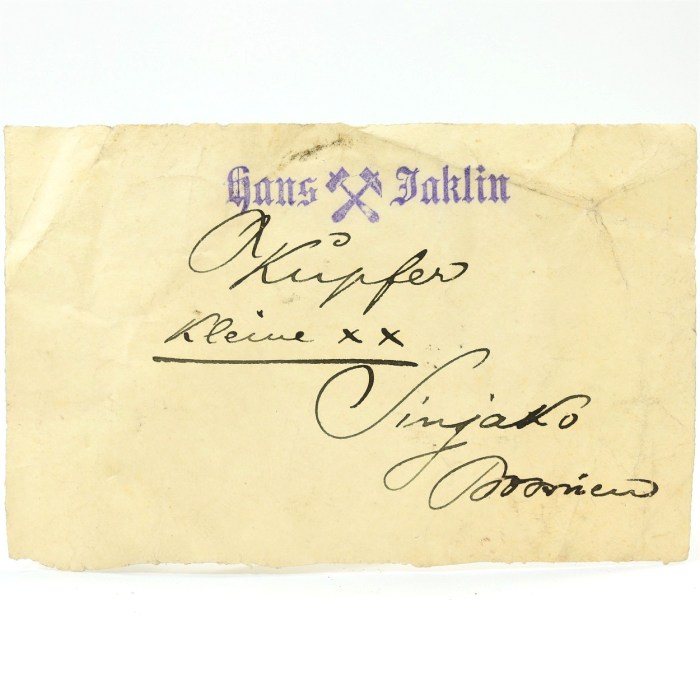 Hans Jaklin
Kupfer
Kleine xx
Sinjako
Bosnien